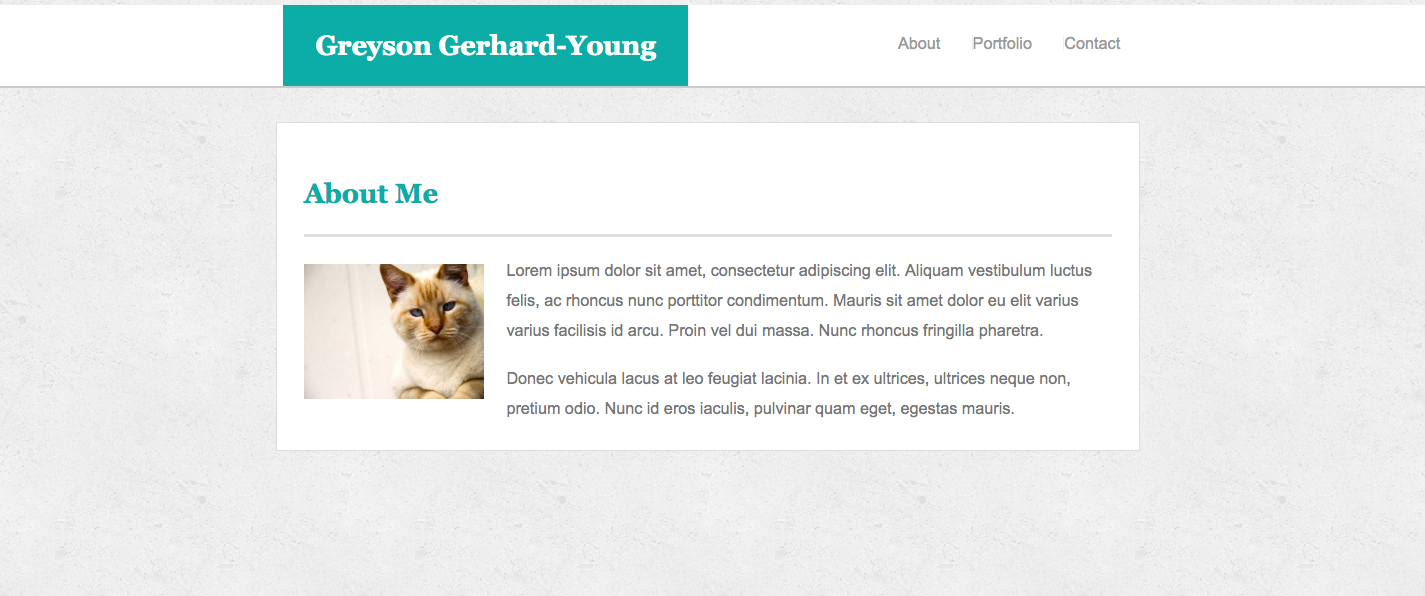 Greyson Gerhard-Young
About Portfolio Contact
About Me
Lorem ipsum dolor sit amet, consectetur adipiscing elit. Aliquam vestibulum luctus
felis, ac rhoncus nunc porttitor condimentum. Mauris sit amet dolor eu elit varius
varius facilisis id arcu. Proin vel dui massa. Nunc rhoncus fringilla pharetra.
Donec vehicula lacus at leo feugiat lacinia. In et ex ultrices, ultrices neque non,
pretium odio. Nunc id eros iaculis, pulvinar quam eget, egestas mauris.